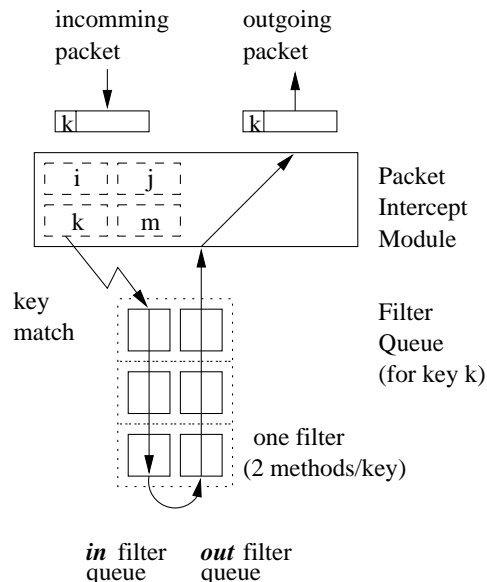 incomming
packet
outgoing
packet
k
k
i
j
k
m
Packet
Intercept
Module
key
match
Filter
Queue
(for key k)
one filter
(2 methods/key)
in filter
queue
out filter
queue